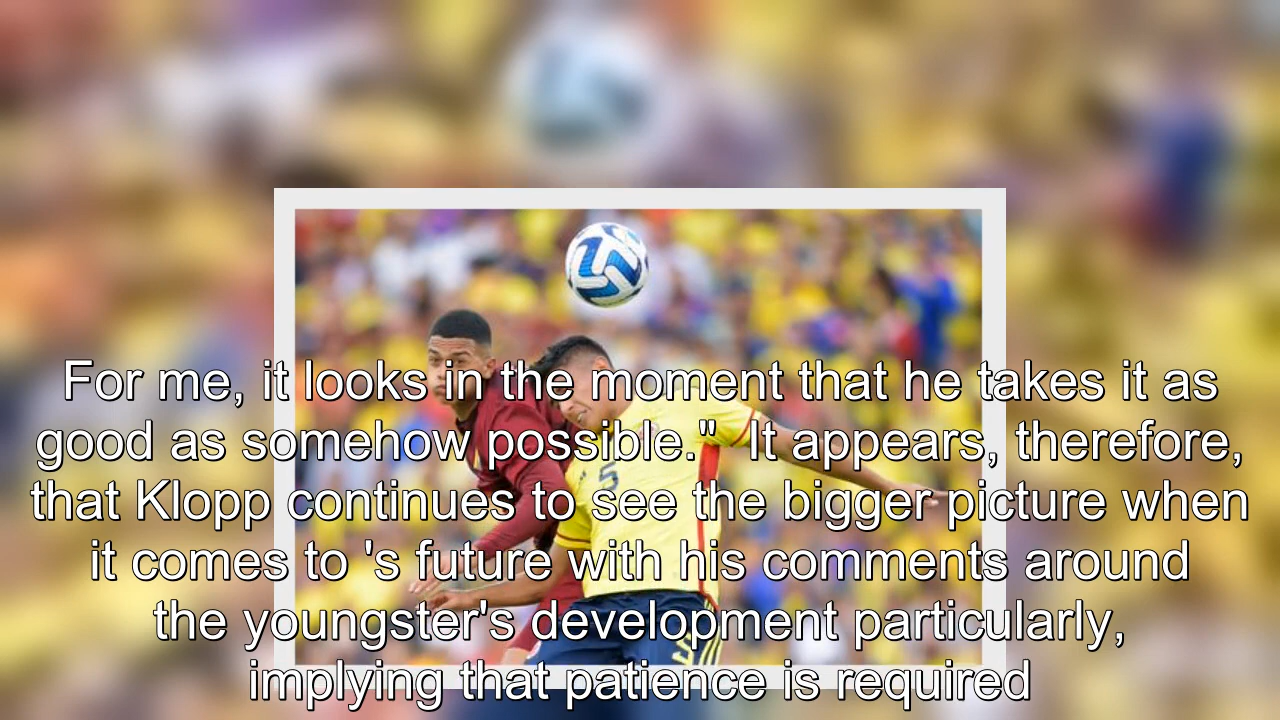 For me, it looks in the moment that he takes it as
good as somehow possible."  It appears, therefore,
that Klopp continues to see the bigger picture when
it comes to 's future with his comments around
the youngster's development particularly,
implying that patience is required
5